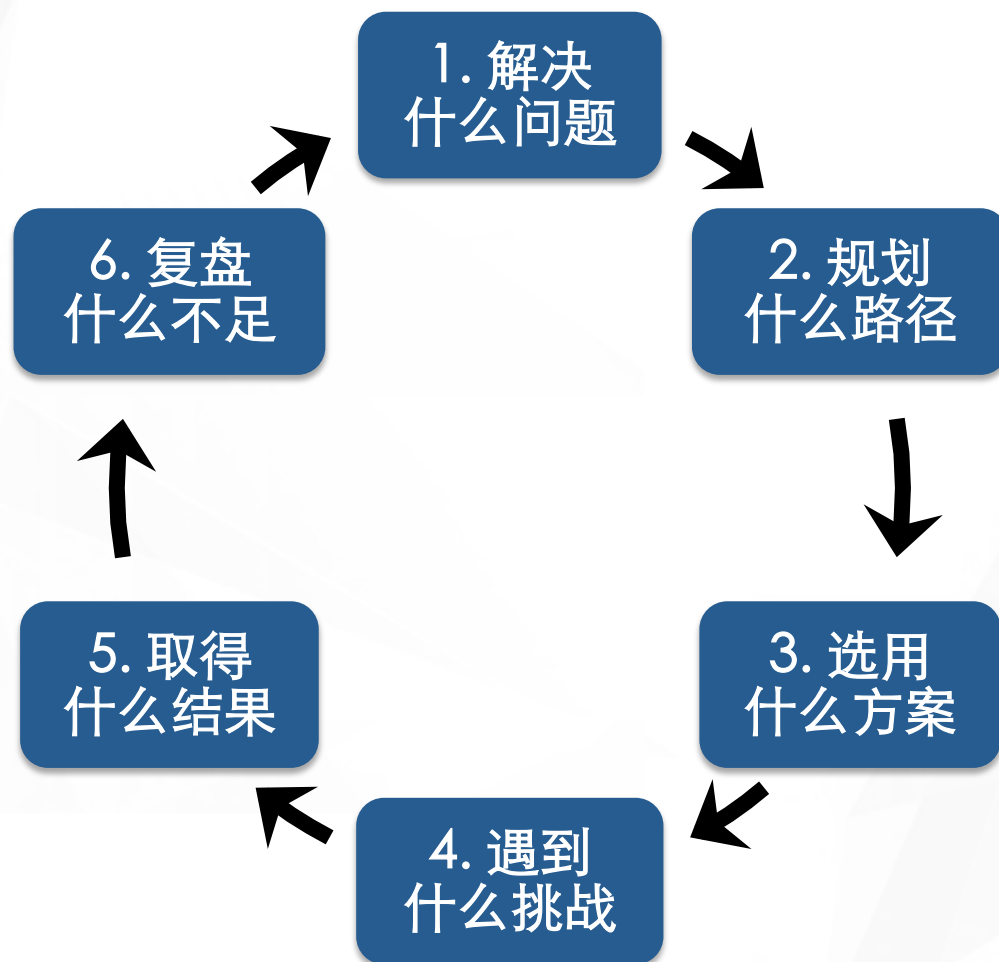 1. 解决
什么问题
2. 规划
什么路径
3. 选用
什么方案
4. 遇到
什么挑战
5. 取得
什么结果
6. 复盘
什么不足